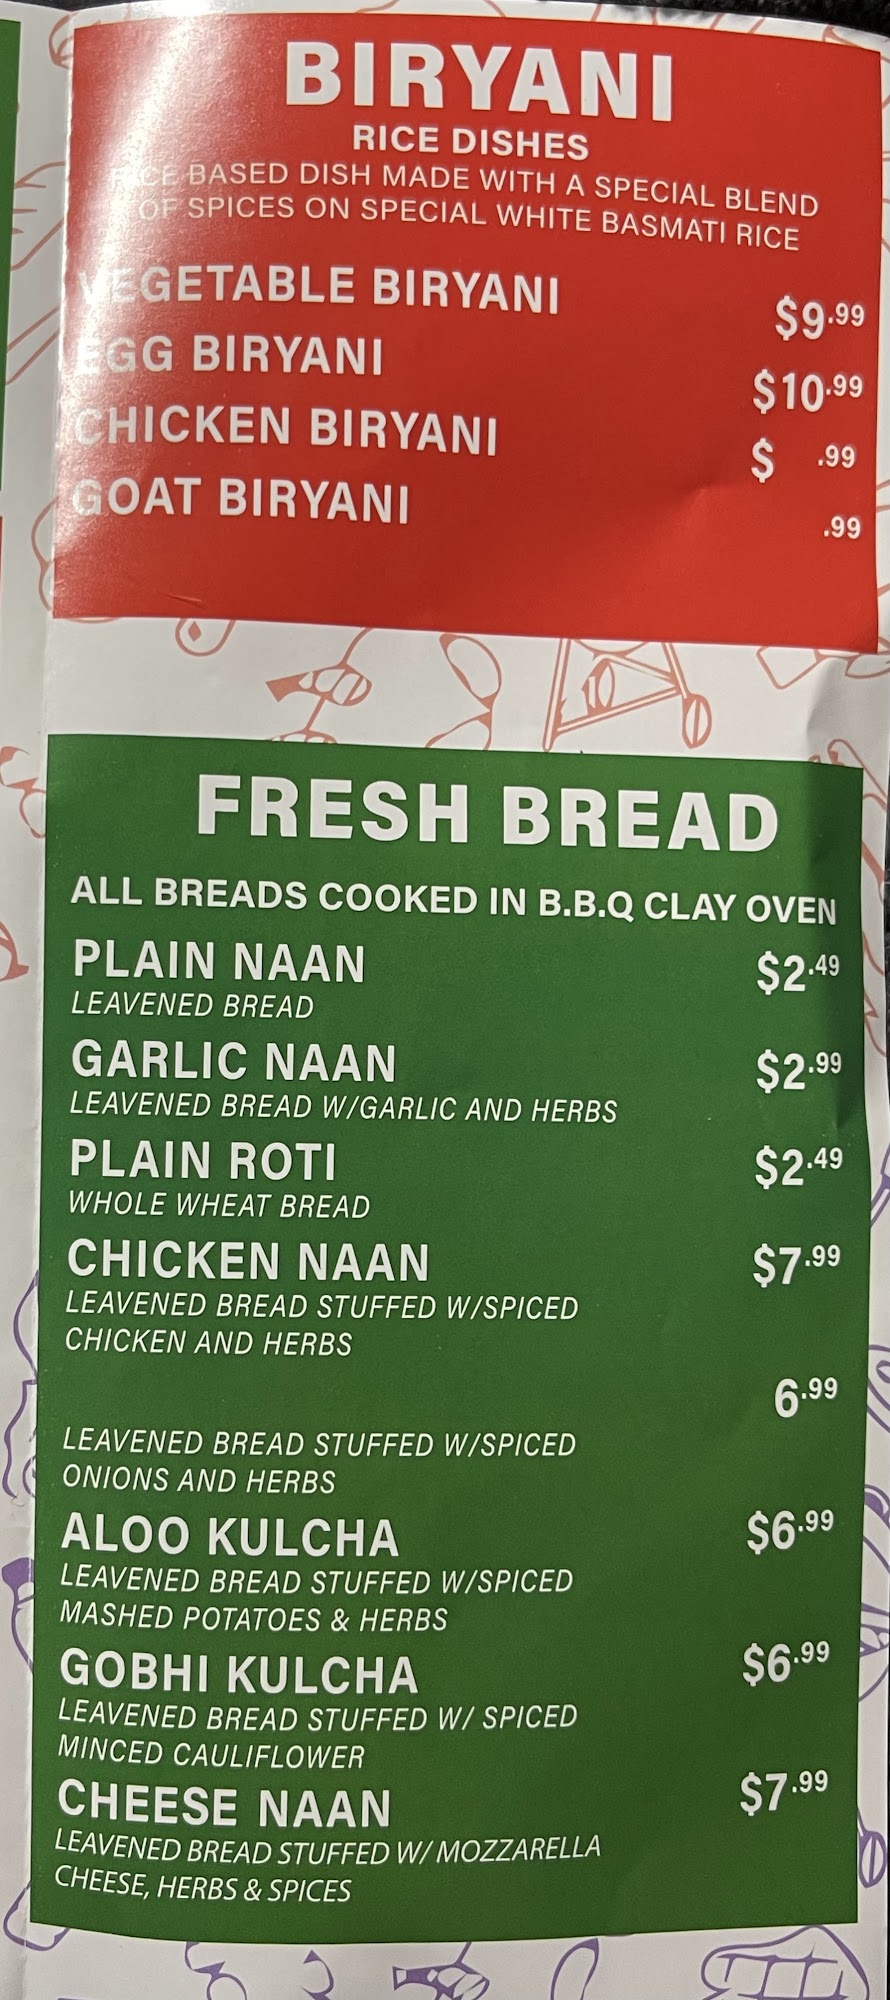 BIRYANI
RICE DISHES
RICE BASED DISH MADE WITH A SPECIAL BLEND
OF SPICES ON SPECIAL WHITE BASMATI RICE
VEGETABLE BIRYANI $9.99
EGG BIRYANI $10.99
CHICKEN BIRYANI $ .99
GOAT BIRYANI .99
FRESH BREAD
ALL BREADS COOKED IN B.B.Q CLAY OVEN
PLAIN NAAN $2.49
LEAVENED BREAD
GARLIC NAAN $2.99
LEAVENED BREAD W/GARLIC AND HERBS
PLAIN ROTI $2.49
WHOLE WHEAT BREAD
CHICKEN NAAN $7.99
LEAVENED BREAD STUFFED W/SPICED
CHICKEN AND HERBS
6.99
LEAVENED BREAD STUFFED W/SPICED
ONIONS AND HERBS
ALOO KULCHA $6.99
LEAVENED BREAD STUFFED W/SPICED
MASHED POTATOES & HERBS
GOBHI KULCHA $6.99
LEAVENED BREAD STUFFED W/ SPICED
MINCED CAULIFLOWER
CHEESE NAAN $7.99
LEAVENED BREAD STUFFED W/ MOZZARELLA
CHEESE, HERBS & SPICES